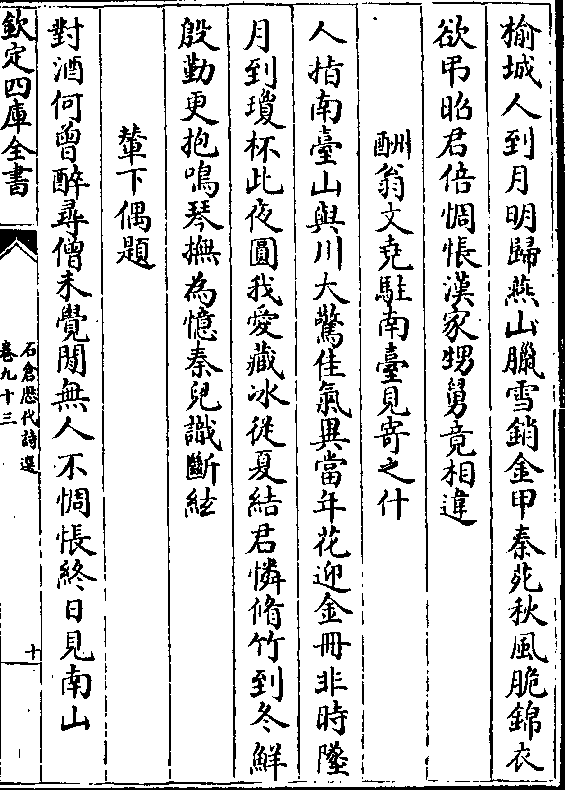 榆城人到月明歸燕山臘雪銷金甲秦苑秋風脆錦衣
欲弔昭君倍惆悵漢家甥舅竟相違
酬翁文堯駐南臺見寄之什
人指南臺山與川大驚佳氣異當年花迎金冊非時墜
月到瓊杯此夜圓我愛藏冰從夏結君憐脩竹到冬鮮
殷勤更抱鳴琴撫為憶秦兒識斷絃
輦下偶題
對酒何曾醉尋僧未覺閒無人不惆悵終日見南山
欽定四庫全書
石倉歷代詩選
卷九十三
十